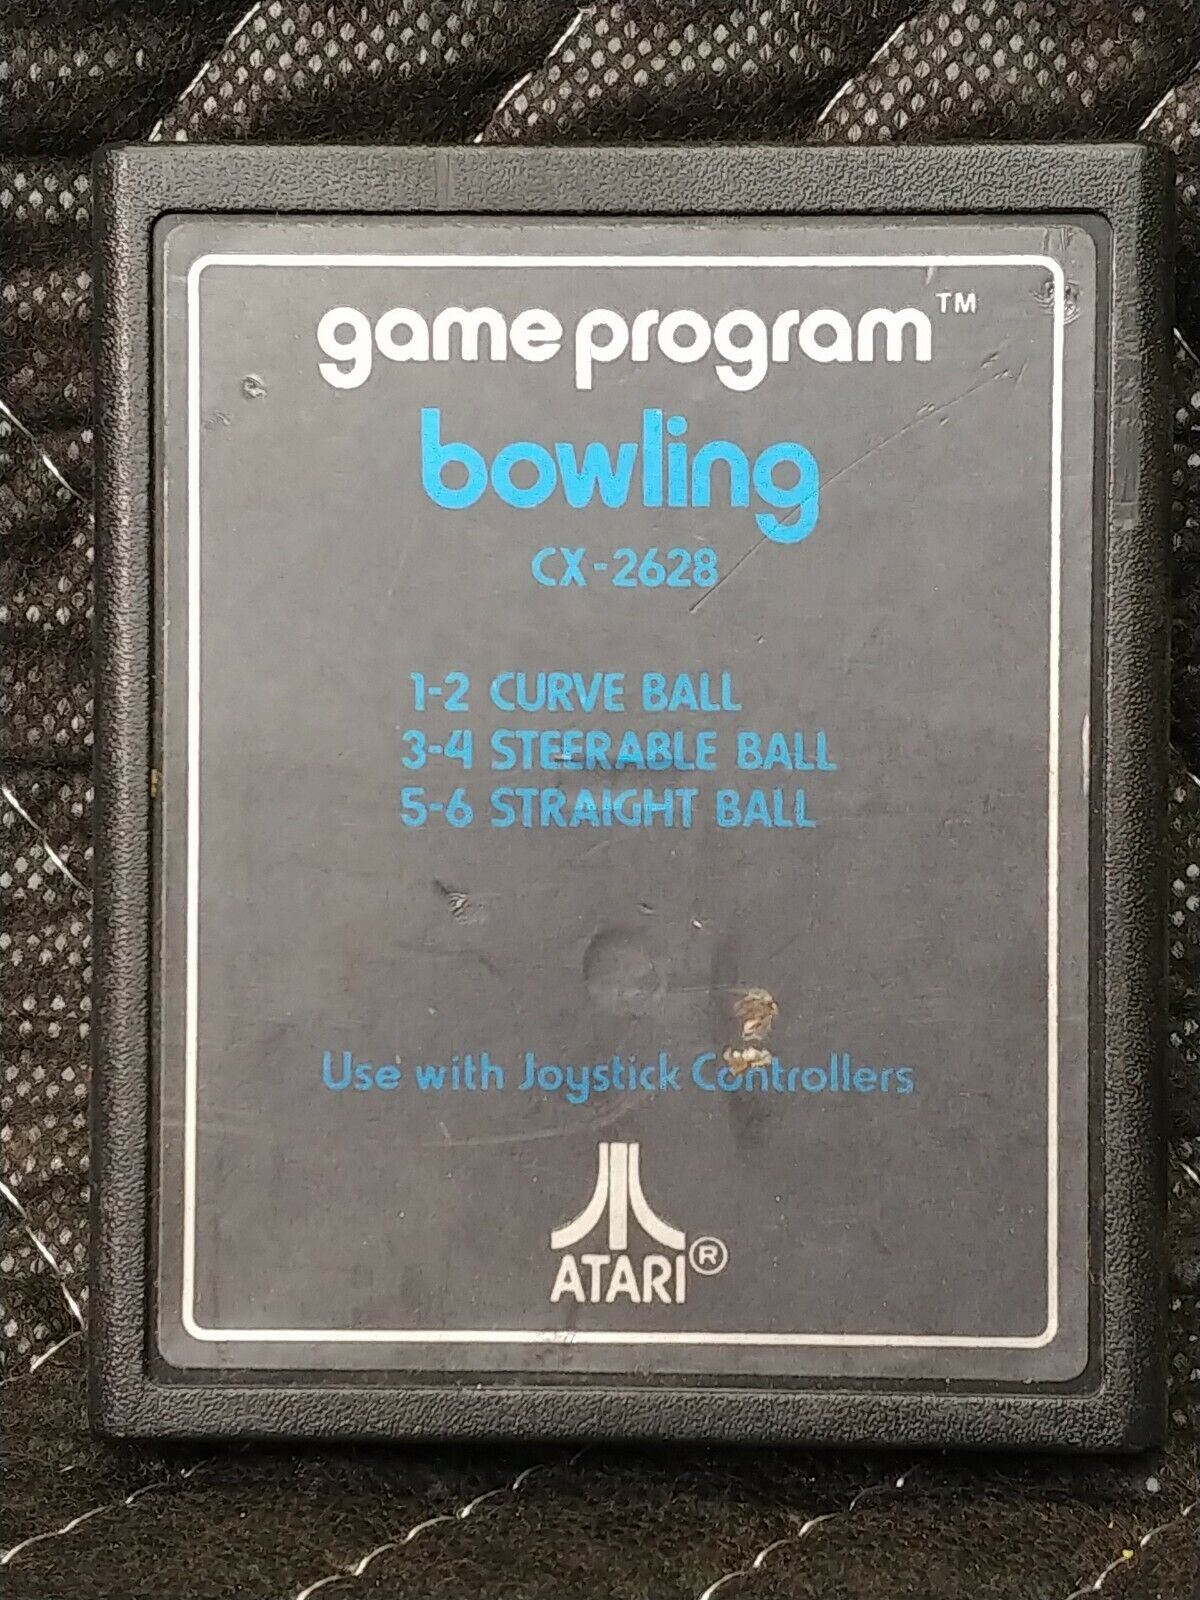 game program™
bowling
CX-2628
1-2 CURVE BALL
3-4 STEERABLE BALL
5-6 STRAIGHT BALL
Use with Joystick Controllers
ATARI®